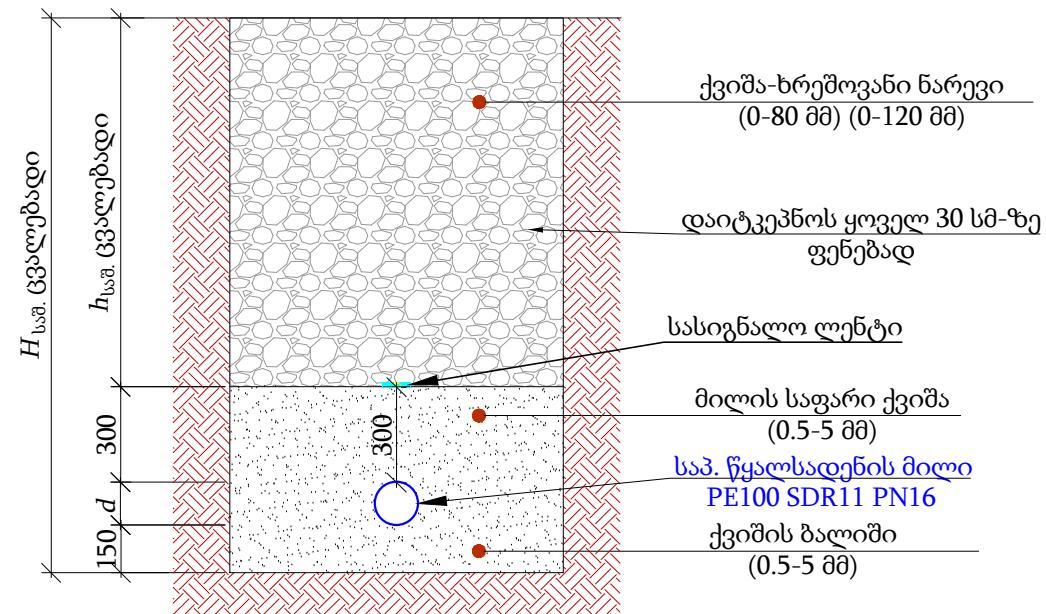 H საშ. ცვალებადი
h საშ. ცვალებადი
300
d
150
300
ქვიშა-ხრეშოვანი ნარევი
(0-80 მმ) (0-120 მმ)
დაიტკეპნოს ყოველ 30 სმ-ზე
ფენებად
სასიგნალო ლენტი
მილის საფარი ქვიშა
(0.5-5 მმ)
საპ. წყალსადენის მილი
PE100 SDR11 PN16
ქვიშის ბალიში
(0.5-5 მმ)